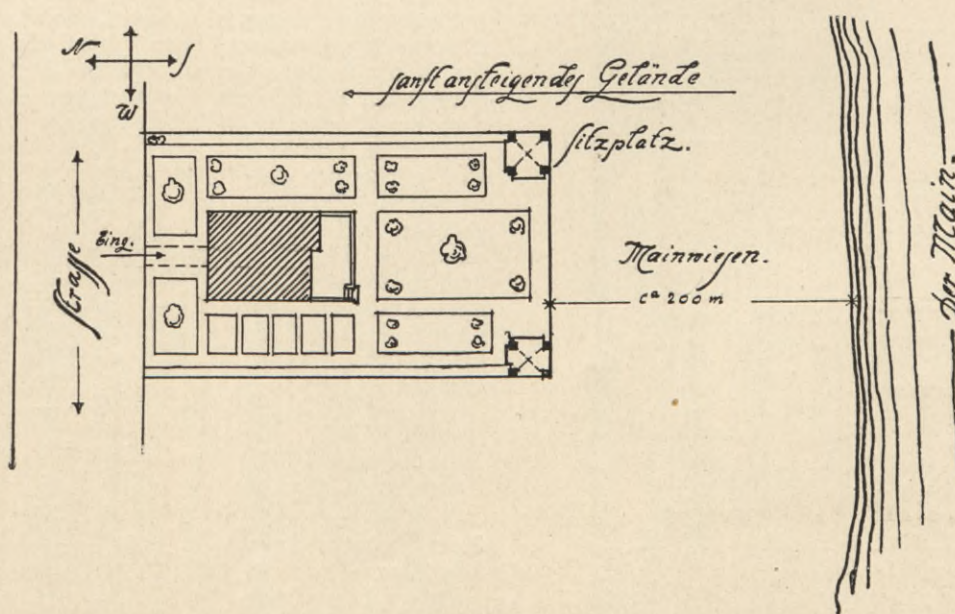 N
S
W
sanft ansteigendes Gelände
Sitzplatz.
Eing.
Strasse
Mainwiesen.
ca 200 m
Der Main.